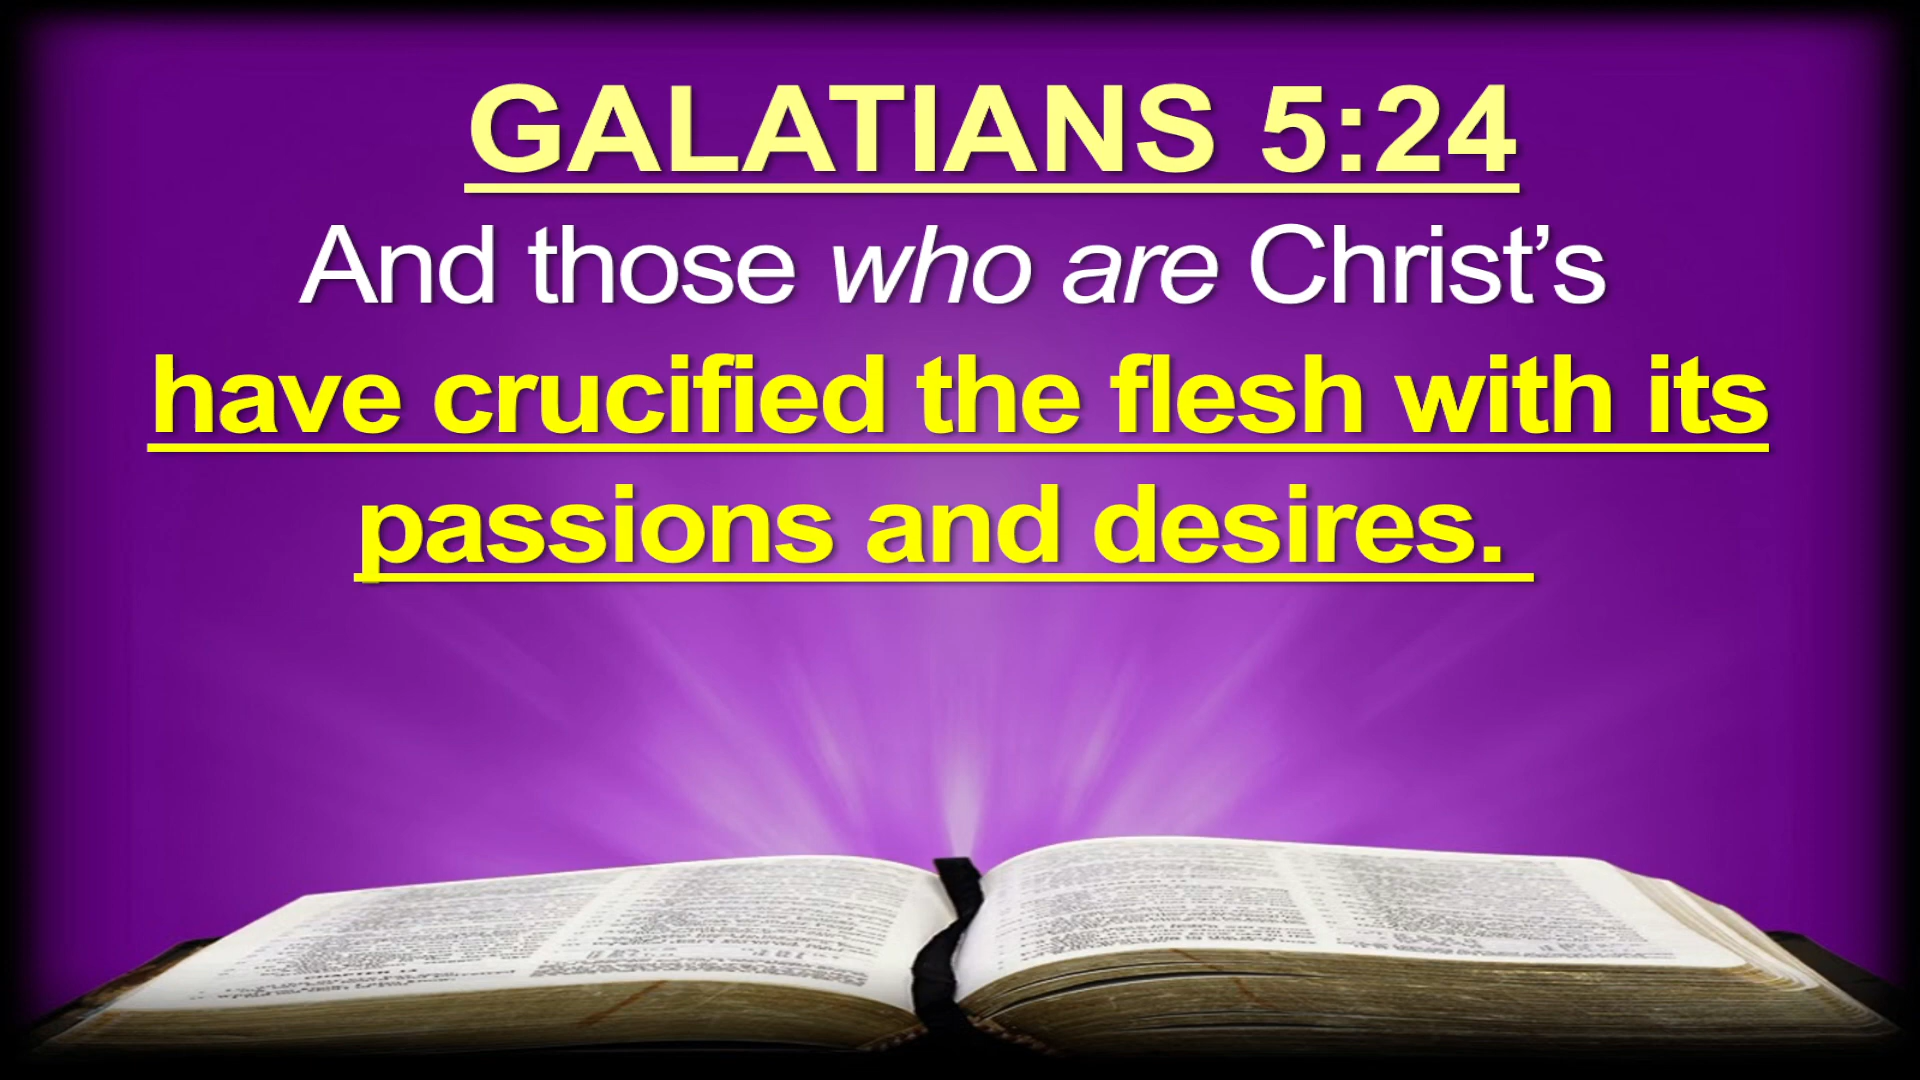 GALATIANS 5:24
And those who are Christ’s
have crucified the flesh with its
passions and desires.